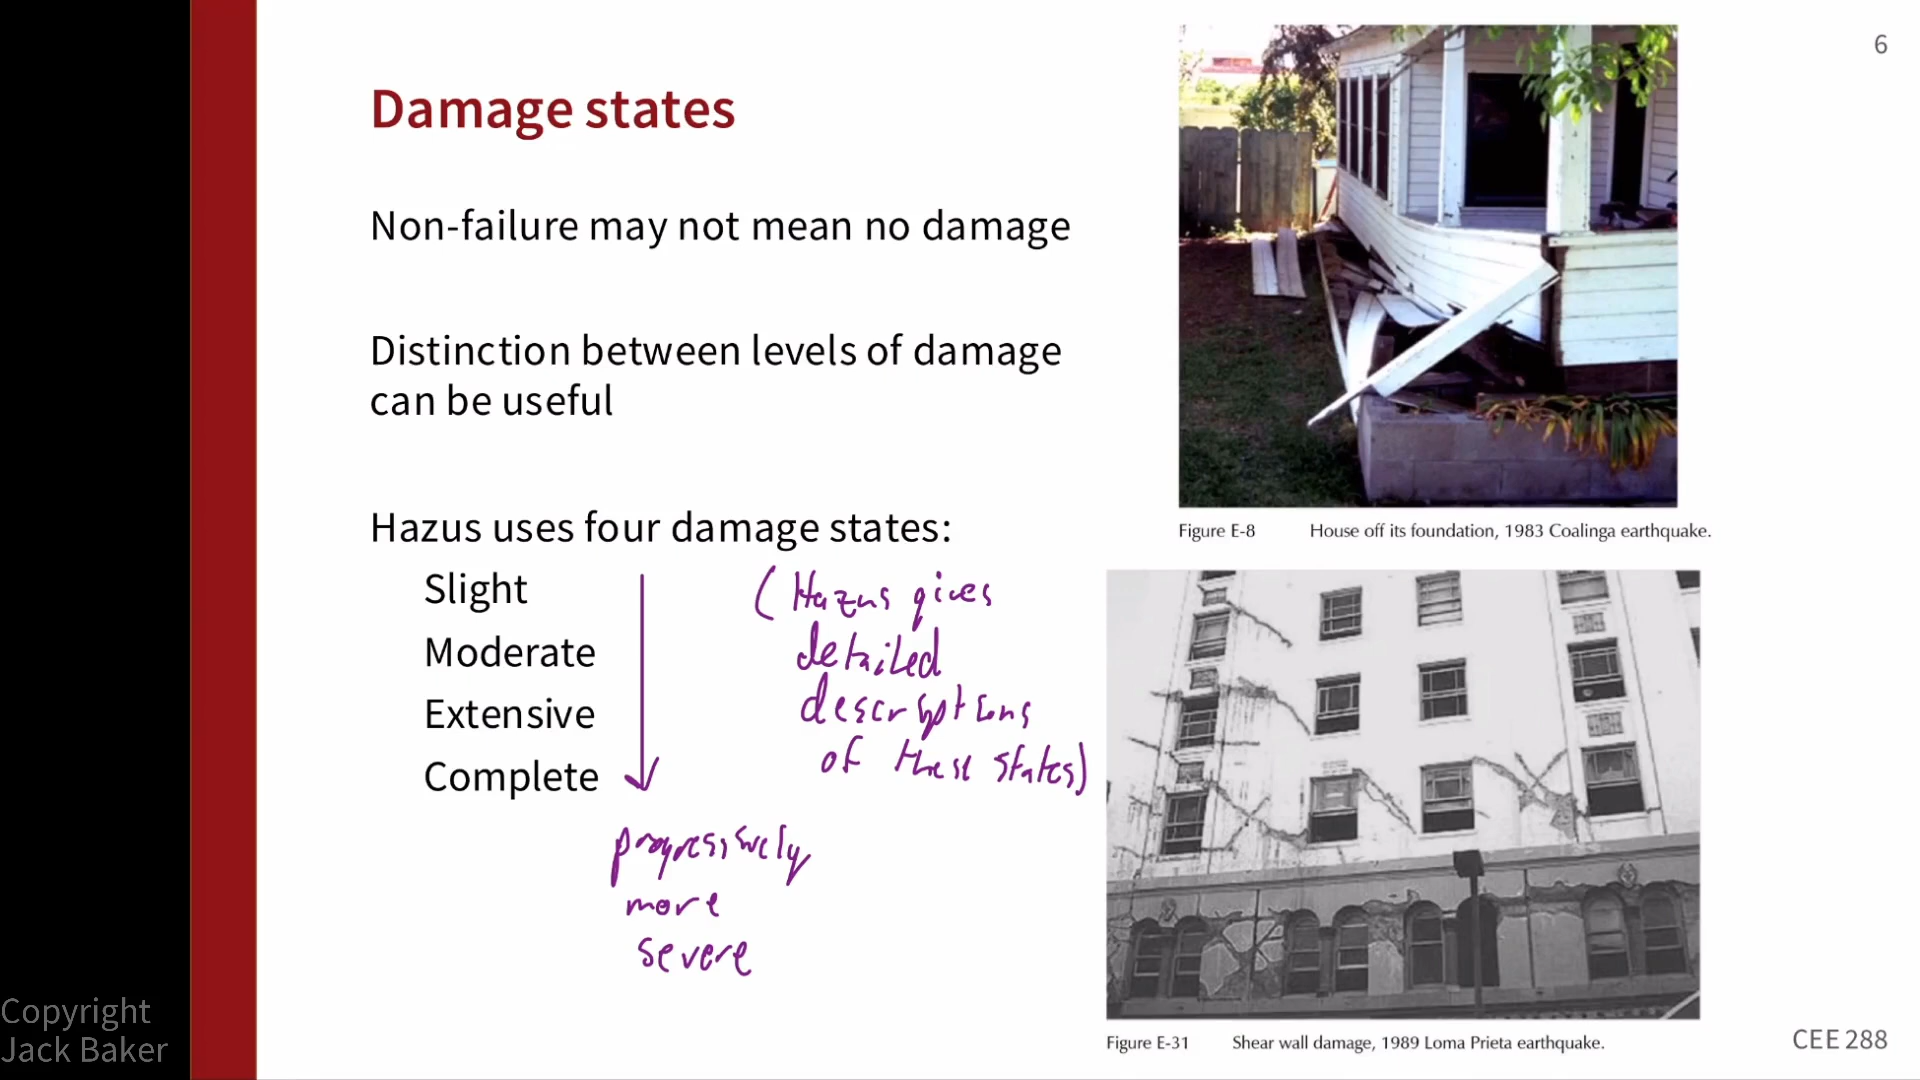 6
Damage states
Non-failure may not mean no damage
Distinction between levels of damage
can be useful
Hazus uses four damage states:
Slight
Moderate
Extensive
Complete
(Hazus gives
detailed
descriptions
of these states)
progressively
more
severe
Figure E-8 House off its foundation, 1983 Coalinga earthquake.
Figure E-31 Shear wall damage, 1989 Loma Prieta earthquake.
CEE 288
Copyright
Jack Baker